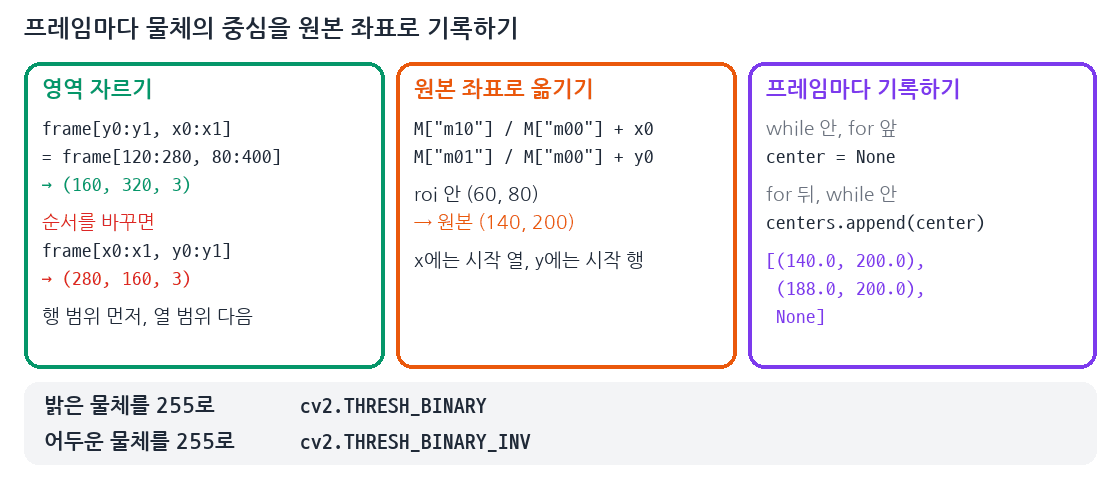 프레임마다 물체의 중심을 원본 좌표로 기록하기
영역 자르기
frame[y0:y1, x0:x1]
= frame[120:280, 80:400]
→ (160, 320, 3)
순서를 바꾸면
frame[x0:x1, y0:y1]
→ (280, 160, 3)
행 범위 먼저, 열 범위 다음
원본 좌표로 옮기기
M["m10"] / M["m00"] + x0
M["m01"] / M["m00"] + y0
roi 안 (60, 80)
→ 원본 (140, 200)
x에는 시작 열, y에는 시작 행
프레임마다 기록하기
while 안, for 앞
center = None
for 뒤, while 안
centers.append(center)
[(140.0, 200.0),
(188.0, 200.0),
None]
밝은 물체를 255로 cv2.THRESH_BINARY
어두운 물체를 255로 cv2.THRESH_BINARY_INV